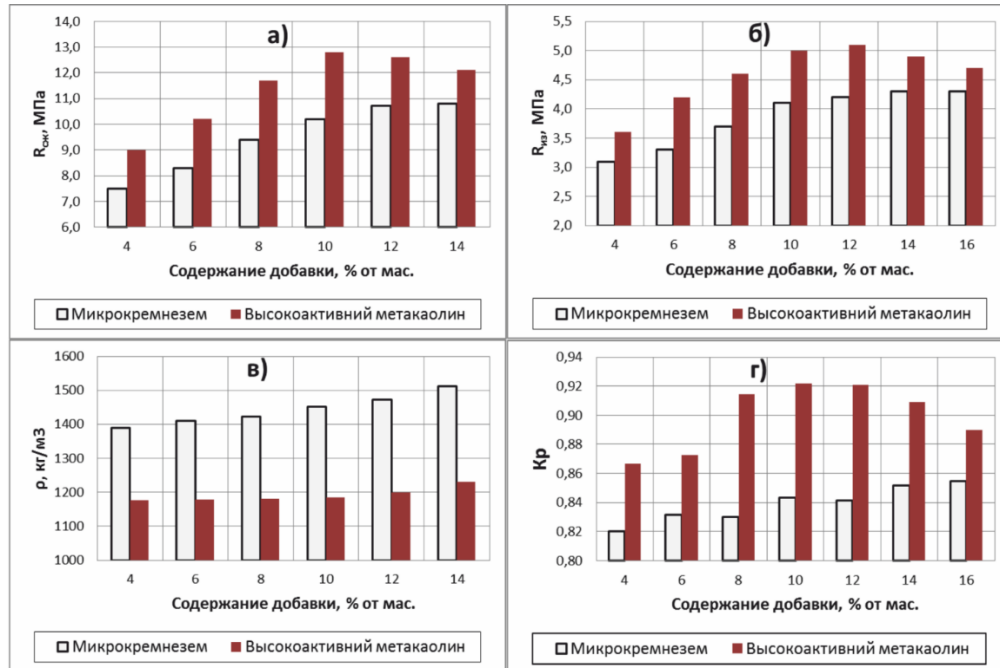 а)
14,0
13,0
12,0
11,0
10,0
9,0
8,0
7,0
6,0
Rсж, МПа
4 6 8 10 12 14
Содержание добавки, % от мас.
Микрокремнезем Высокоактивний метакаолин
б)
5,5
5,0
4,5
4,0
3,5
3,0
2,5
2,0
Rиз, МПа
4 6 8 10 12 14 16
Содержание добавки, % от мас.
Микрокремнезем Высокоактивний метакаолин
в)
1600
1500
1400
1300
1200
1100
1000
ρ, кг/м3
4 6 8 10 12 14
Содержание добавки, % от мас.
Микрокремнезем Высокоактивний метакаолин
г)
0,94
0,92
0,90
0,88
0,86
0,84
0,82
0,80
Кр
4 6 8 10 12 14 16
Содержание добавки, % от мас.
Микрокремнезем Высокоактивний метакаолин